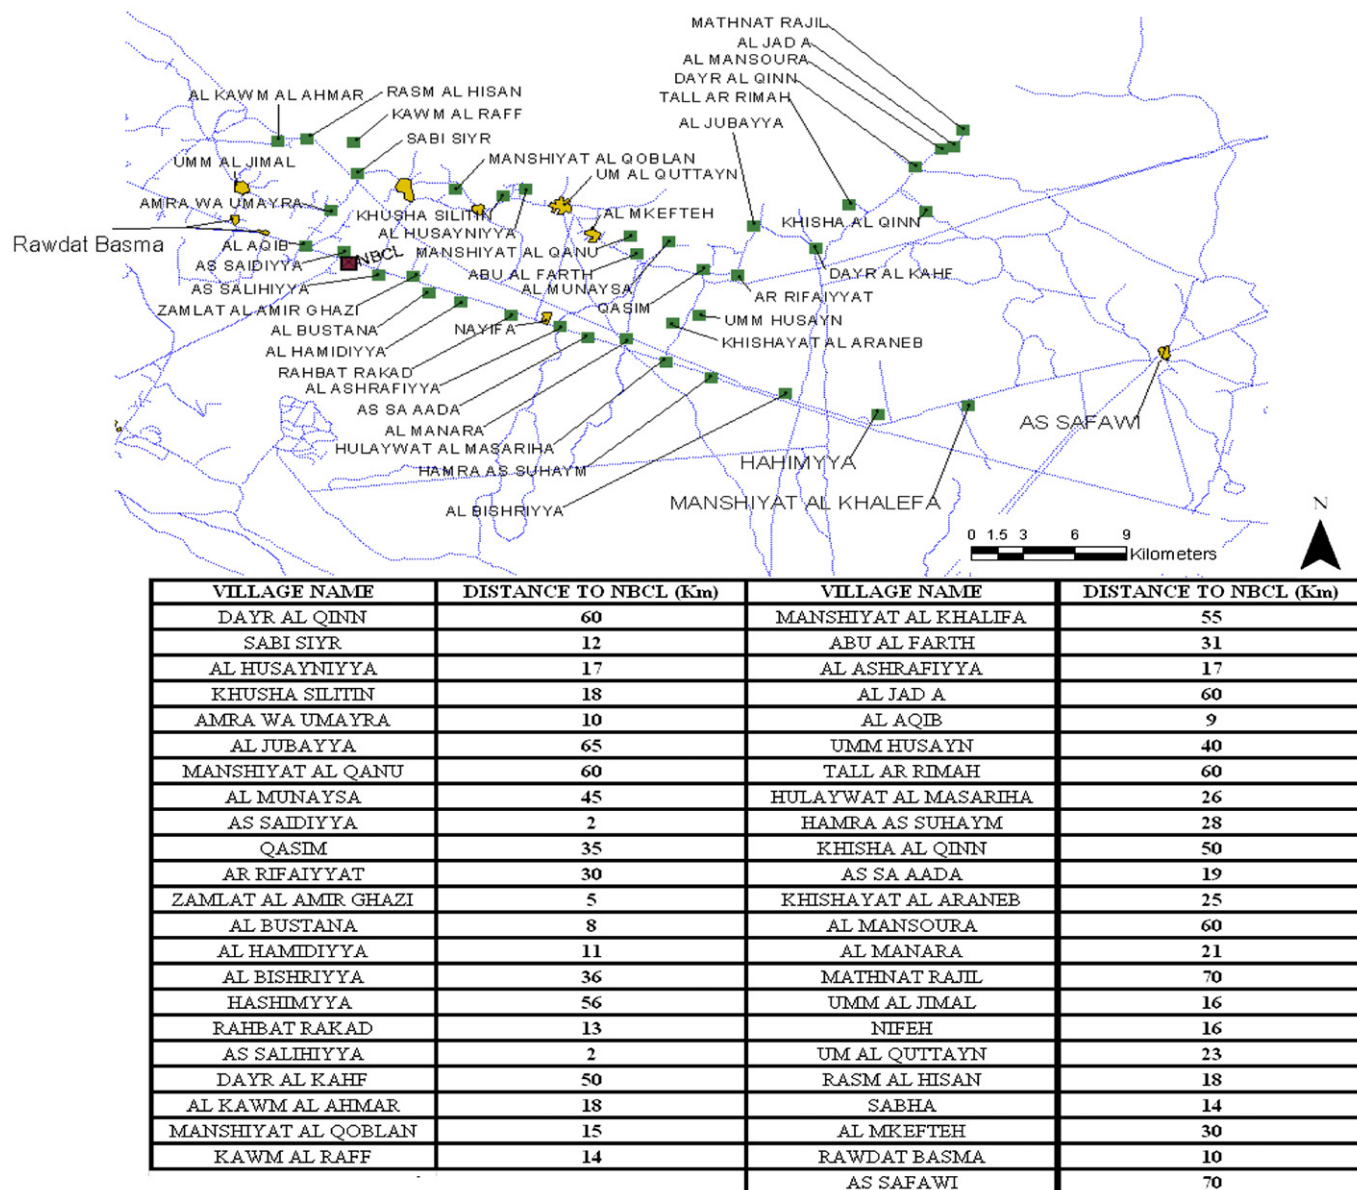 MATHNAT RAJIL
AL JAD A
AL MANSOURA
DAYR AL QINN
TALL AR RIMAH
AL JUBAYYA
AL KAWM AL AHMAR
RASM AL HISAN
KAWM AL RAFF
SABI SIYR
UMM AL JIMAL
MANSHIYAT AL QOBLAN
UM AL QUTTAYN
AMRA WA UMAYRA
KHUSHA SILITIN
AL MKEFTEH
KHISHA AL QINN
Rawdat Basma
AL AQIB
AL HUSAYNIYYA
MANSHIYAT AL QANU
AS SAIDIYYA
NBCL
ABU AL FARTH
DAYR AL KAHF
AS SALIHIYYA
AL MUNAYSA
AR RIFAIYYAT
ZAMLAT AL AMIR GHAZI
QASIM
AL BUSTANA
NAYIFA
UMM HUSAYN
AL HAMIDIYYA
KHISHAYAT AL ARANEB
RAHBAT RAKAD
AL ASHRAFIYYA
AS SA AADA
AL MANARA
AS SAFAWI
HULAYWAT AL MASARIHA
HAMRA AS SUHAYM
HAHIMYYA
AL BISHRIYYA
MANSHIYAT AL KHALEFA
N
0 1.5 3 6 9
Kilometers
VILLAGE NAME DISTANCE TO NBCL (Km) VILLAGE NAME DISTANCE TO NBCL (Km)
DAYR AL QINN 60 MANSHIYAT AL KHALIFA 55
SABI SIYR 12 ABU AL FARTH 31
AL HUSAYNIYYA 17 AL ASHRAFIYYA 17
KHUSHA SILITIN 18 AL JAD A 60
AMRA WA UMAYRA 10 AL AQIB 9
AL JUBAYYA 65 UMM HUSAYN 40
MANSHIYAT AL QANU 60 TALL AR RIMAH 60
AL MUNAYSA 45 HULAYWAT AL MASARIHA 26
AS SAIDIYYA 2 HAMRA AS SUHAYM 28
QASIM 35 KHISHA AL QINN 50
AR RIFAIYYAT 30 AS SA AADA 19
ZAMLAT AL AMIR GHAZI 5 KHISHAYAT AL ARANEB 25
AL BUSTANA 8 AL MANSOURA 60
AL HAMIDIYYA 11 AL MANARA 21
AL BISHRIYYA 36 MATHNAT RAJIL 70
HASHIMYYA 56 UMM AL JIMAL 16
RAHBAT RAKAD 13 NIFEH 16
AS SALIHIYYA 2 UM AL QUTTAYN 23
DAYR AL KAHF 50 RASM AL HISAN 18
AL KAWM AL AHMAR 18 SABHA 14
MANSHIYAT AL QOBLAN 15 AL MKEFTEH 30
KAWM AL RAFF 14 RAWDAT BASMA 10
AS SAFAWI 70